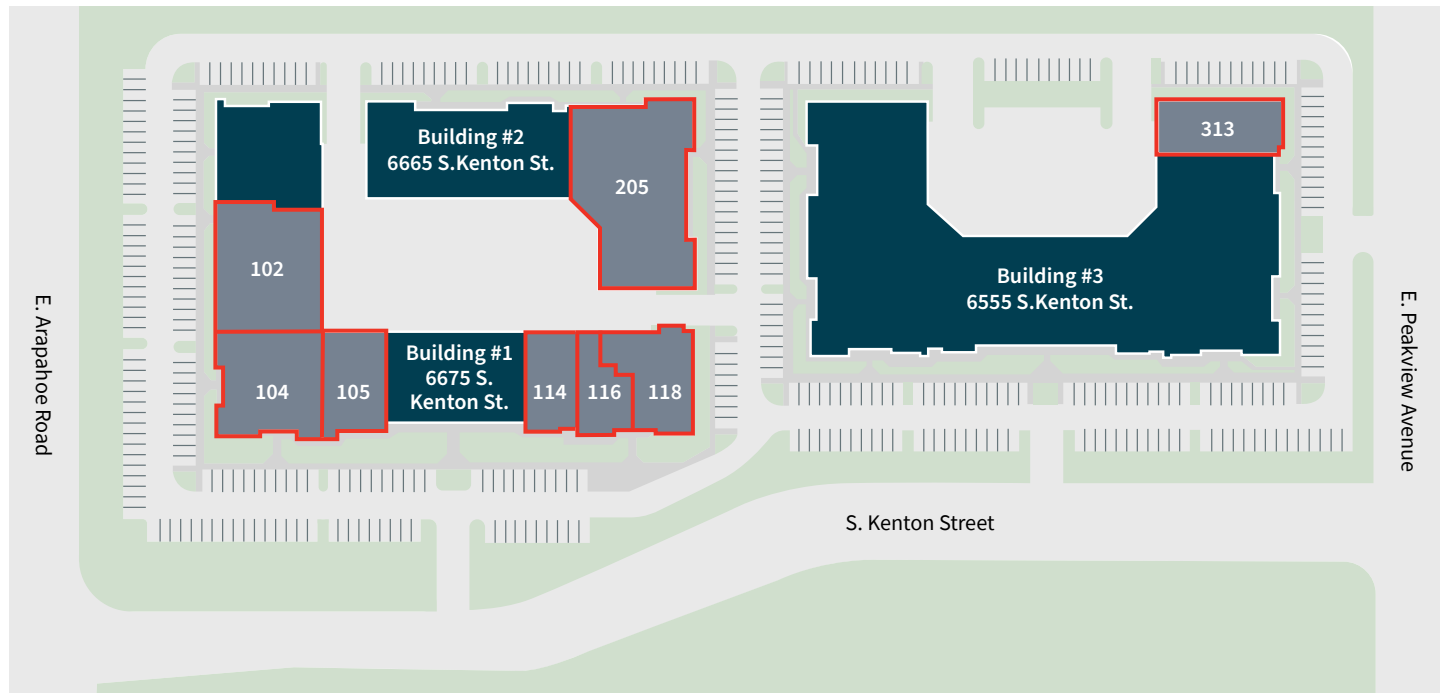 Building #2
6665 S.Kenton St.
205
313
102
Building #3
6555 S.Kenton St.
E. Arapahoe Road
E. Peakview Avenue
Building #1
6675 S.
Kenton St.
104
105
114
116
118
S. Kenton Street